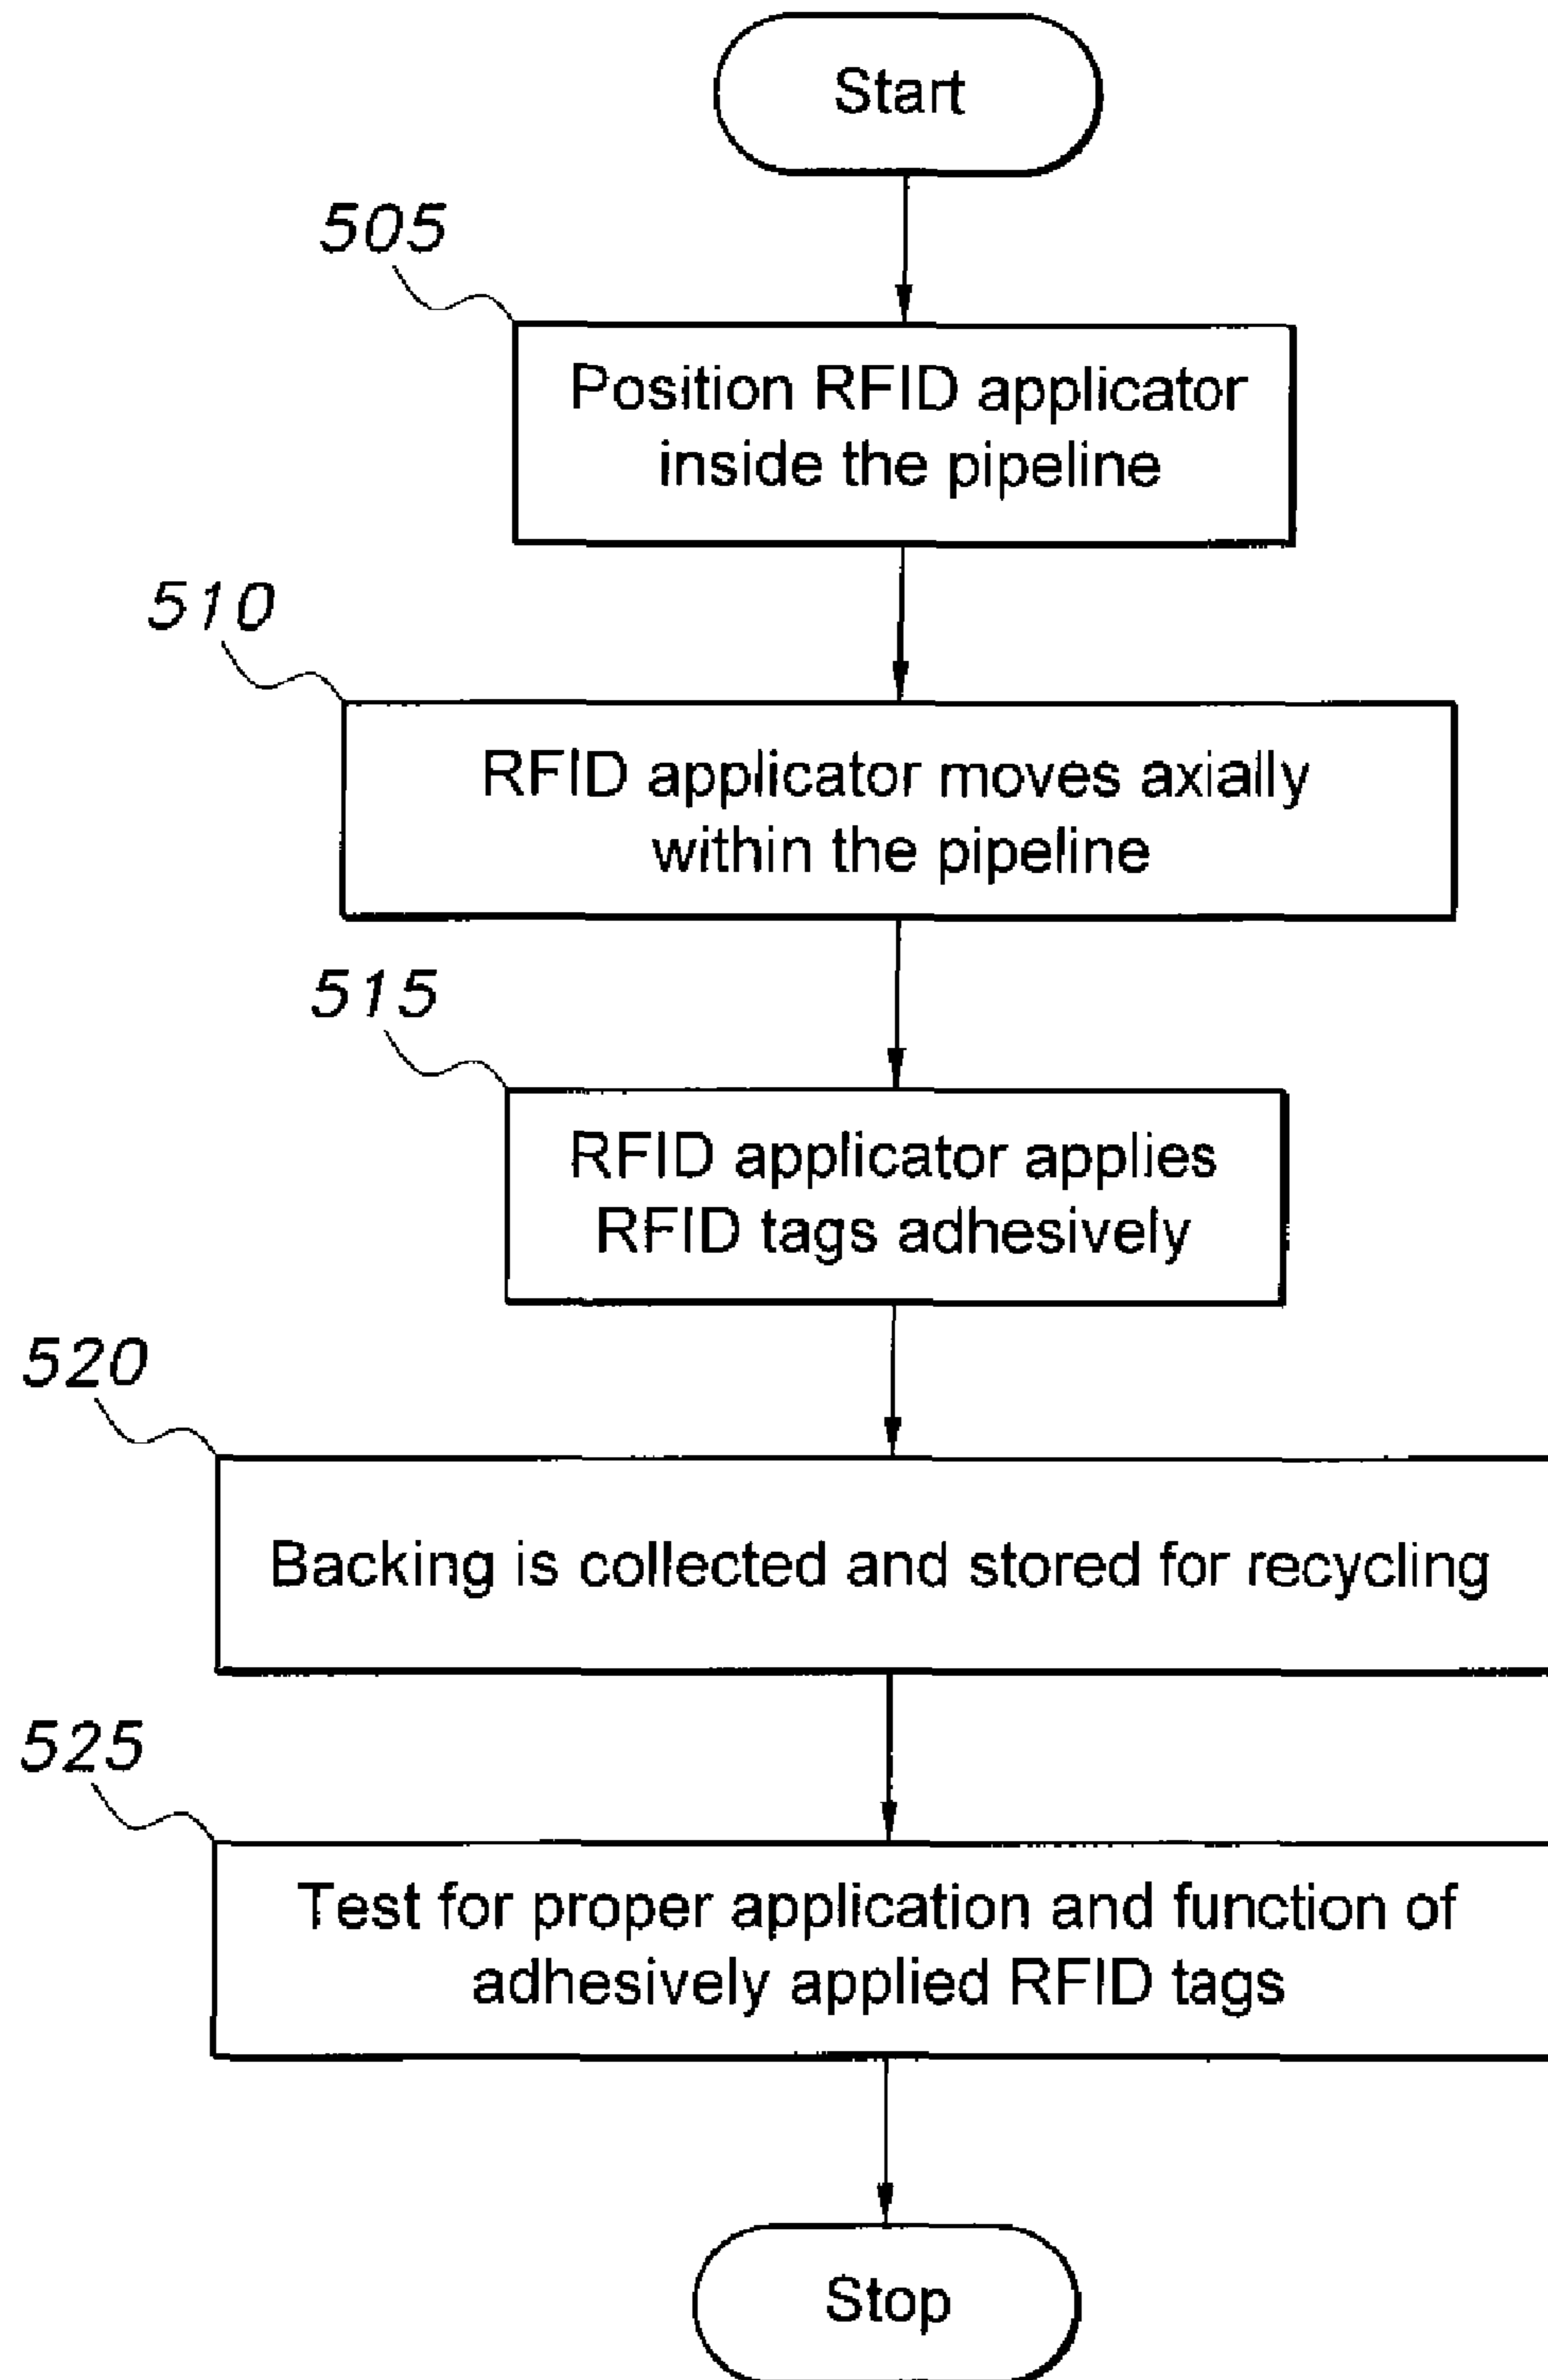 Start
505
Position RFID applicator
inside the pipeline
510
RFID applicator moves axially
within the pipeline
515
RFID applicator applies
RFID tags adhesively
520
Backing is collected and stored for recycling
525
Test for proper application and function of
adhesively applied RFID tags
Stop